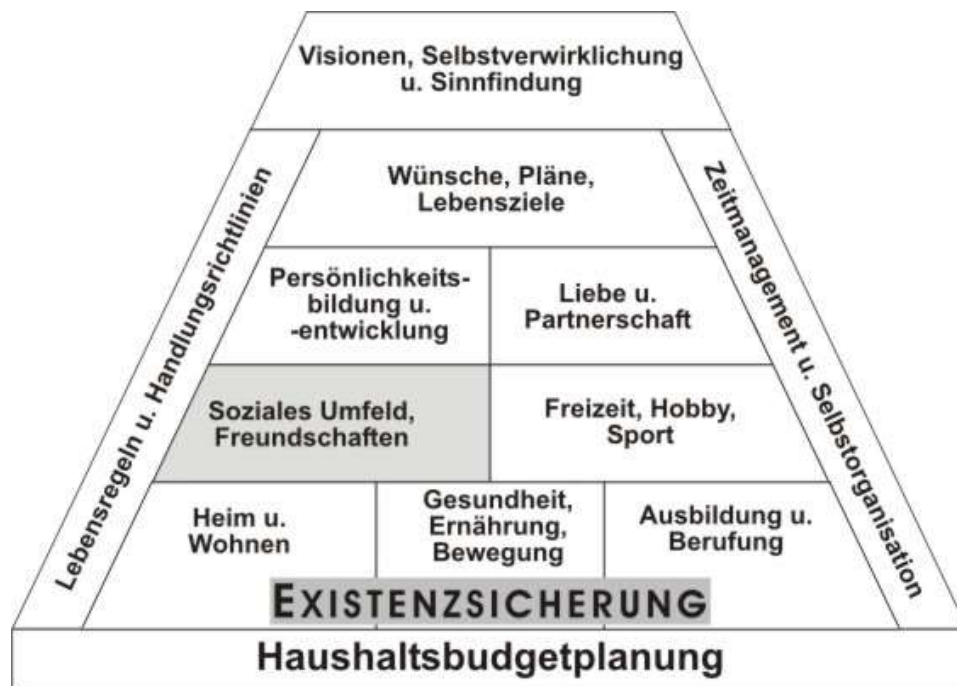 Visionen, Selbstverwirklichung
u. Sinnfindung
Lebensregeln u. Handlungsrichtlinien
Wünsche, Pläne,
Lebensziele
Zeitmanagement u. Selbstorganisation
Persönlichkeits-
bildung u.
-entwicklung
Liebe u.
Partnerschaft
Soziales Umfeld,
Freundschaften
Freizeit, Hobby,
Sport
Heim u.
Wohnen
Gesundheit,
Ernährung,
Bewegung
Ausbildung u.
Berufung
EXISTENZSICHERUNG
Haushaltsbudgetplanung